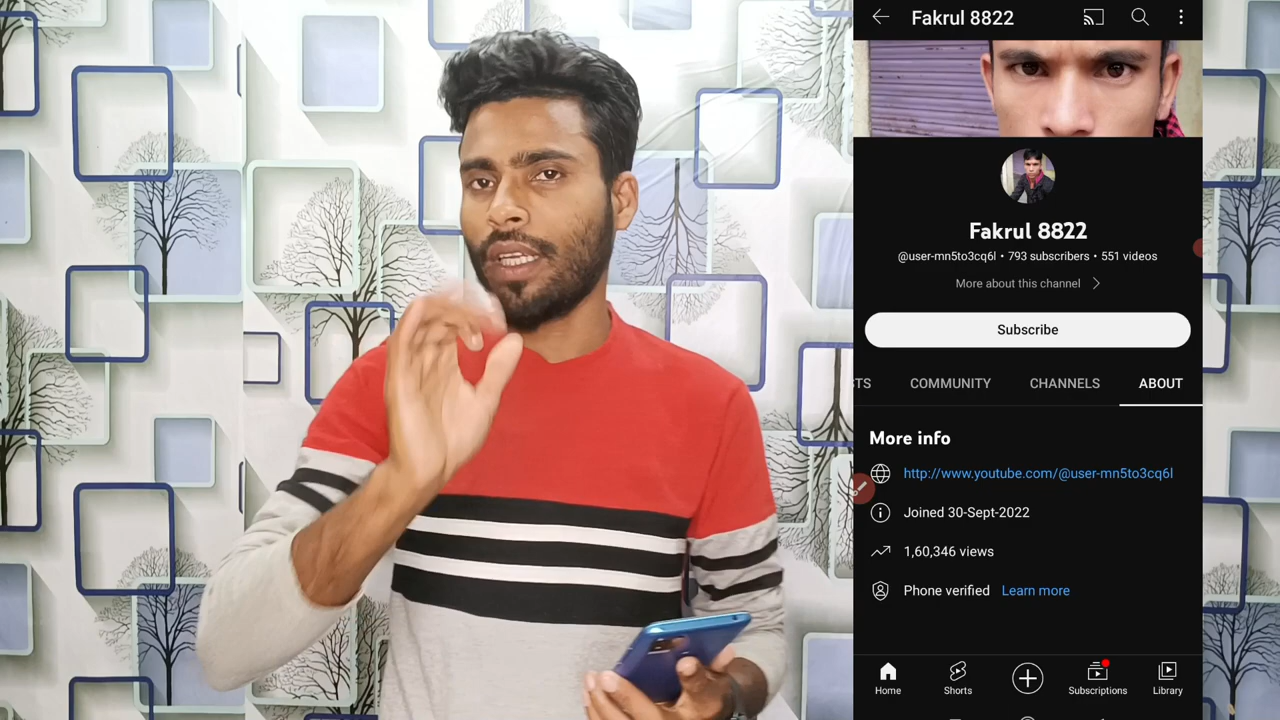 Fakrul 8822
Fakrul 8822
@user-mn5to3cq6l • 793 subscribers • 551 videos
More about this channel
Subscribe
TS COMMUNITY CHANNELS ABOUT
More info
http://www.youtube.com/@user-mn5to3cq6l
Joined 30-Sept-2022
1,60,346 views
Phone verified Learn more
Home Shorts Subscriptions Library